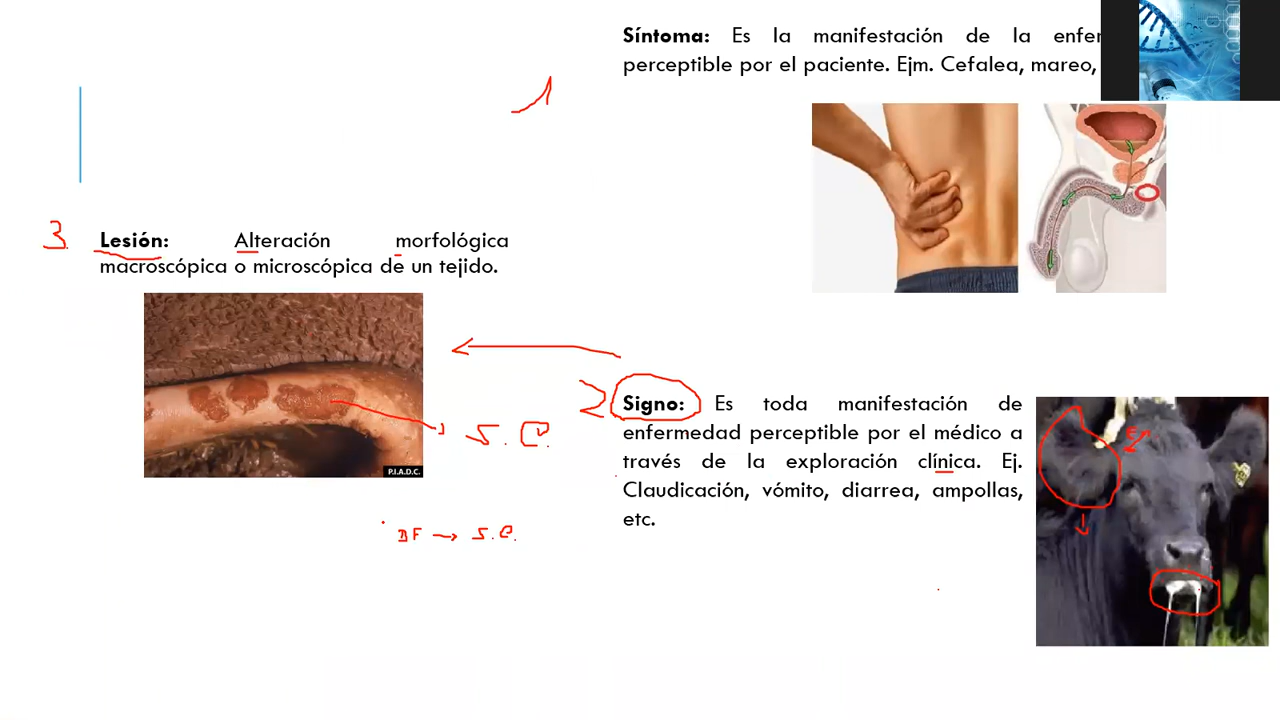 Síntoma: Es la manifestación de la enfer
perceptible por el paciente. Ejm. Cefalea, mareo,
1
3 Lesión: Alteración morfológica
macroscópica o microscópica de un tejido.
S.C.
P.I.A.D.C.
BF → S.C.
2 Signo: Es toda manifestación de
enfermedad perceptible por el médico a
través de la exploración clínica. Ej.
Claudicación, vómito, diarrea, ampollas,
etc.
E